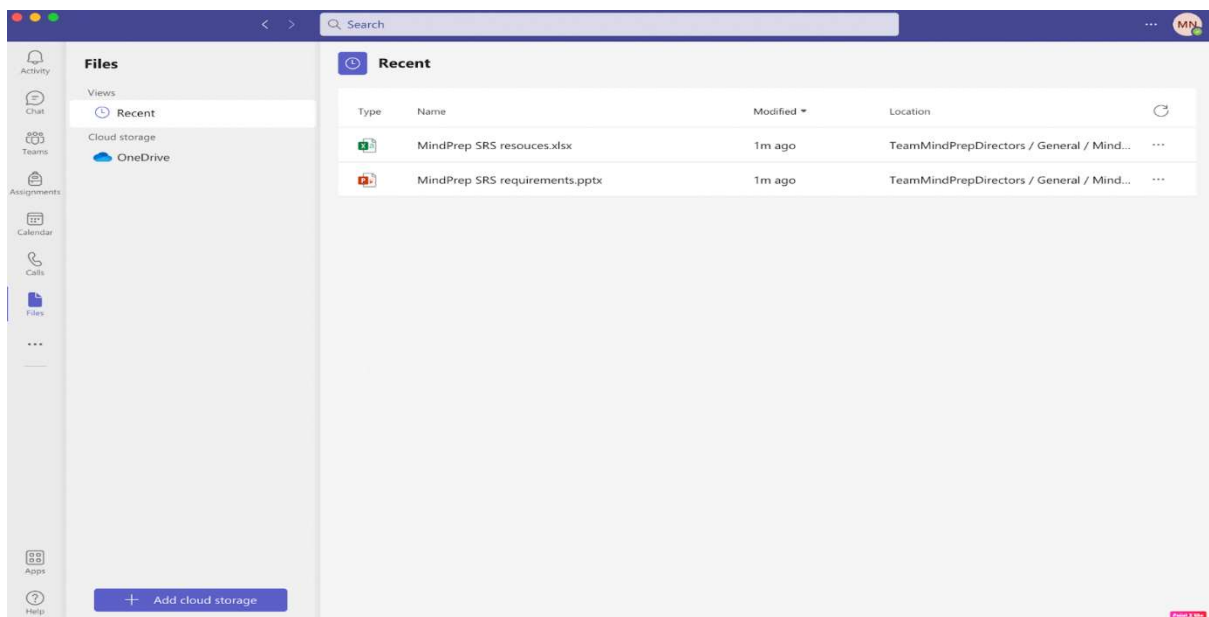 Search
MN
Activity
Chat
Teams
Assignments
Calendar
Calls
Files
Apps
Help
Files
Views
Recent
Cloud storage
OneDrive
+ Add cloud storage
Recent
Type Name Modified Location
MindPrep SRS resouces.xlsx 1m ago TeamMindPrepDirectors / General / Mind... ...
MindPrep SRS requirements.pptx 1m ago TeamMindPrepDirectors / General / Mind... ...